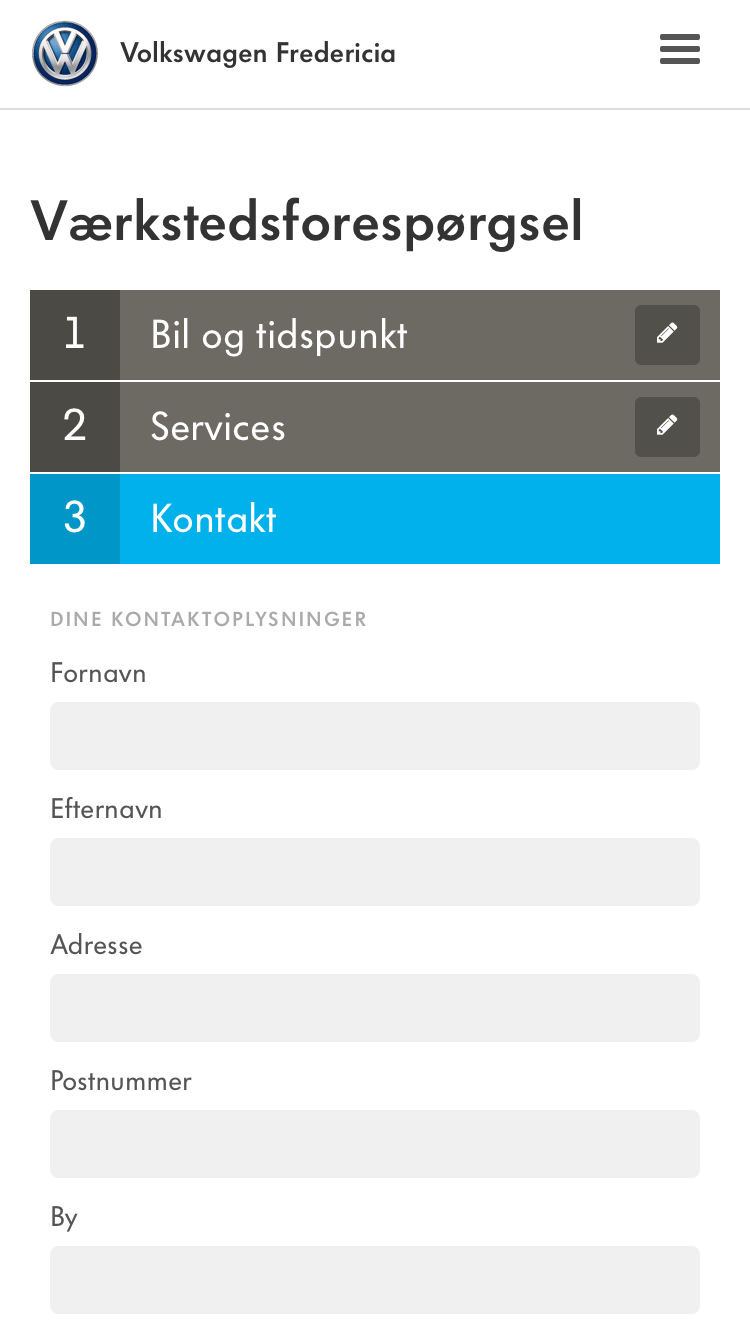 Volkswagen Fredericia
Værkstedsforespørgsel
1 Bil og tidspunkt
2 Services
3 Kontakt
DINE KONTAKTOPLYSNINGER
Fornavn
Efternavn
Adresse
Postnummer
By